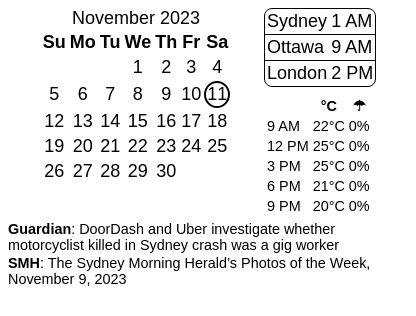 November 2023
Su Mo Tu We Th Fr Sa
1 2 3 4
5 6 7 8 9 10 11
12 13 14 15 16 17 18
19 20 21 22 23 24 25
26 27 28 29 30
Sydney 1 AM
Ottawa 9 AM
London 2 PM
°C ☂
9 AM 22°C 0%
12 PM 25°C 0%
3 PM 25°C 0%
6 PM 21°C 0%
9 PM 20°C 0%
Guardian: DoorDash and Uber investigate whether
motorcyclist killed in Sydney crash was a gig worker
SMH: The Sydney Morning Herald’s Photos of the Week,
November 9, 2023